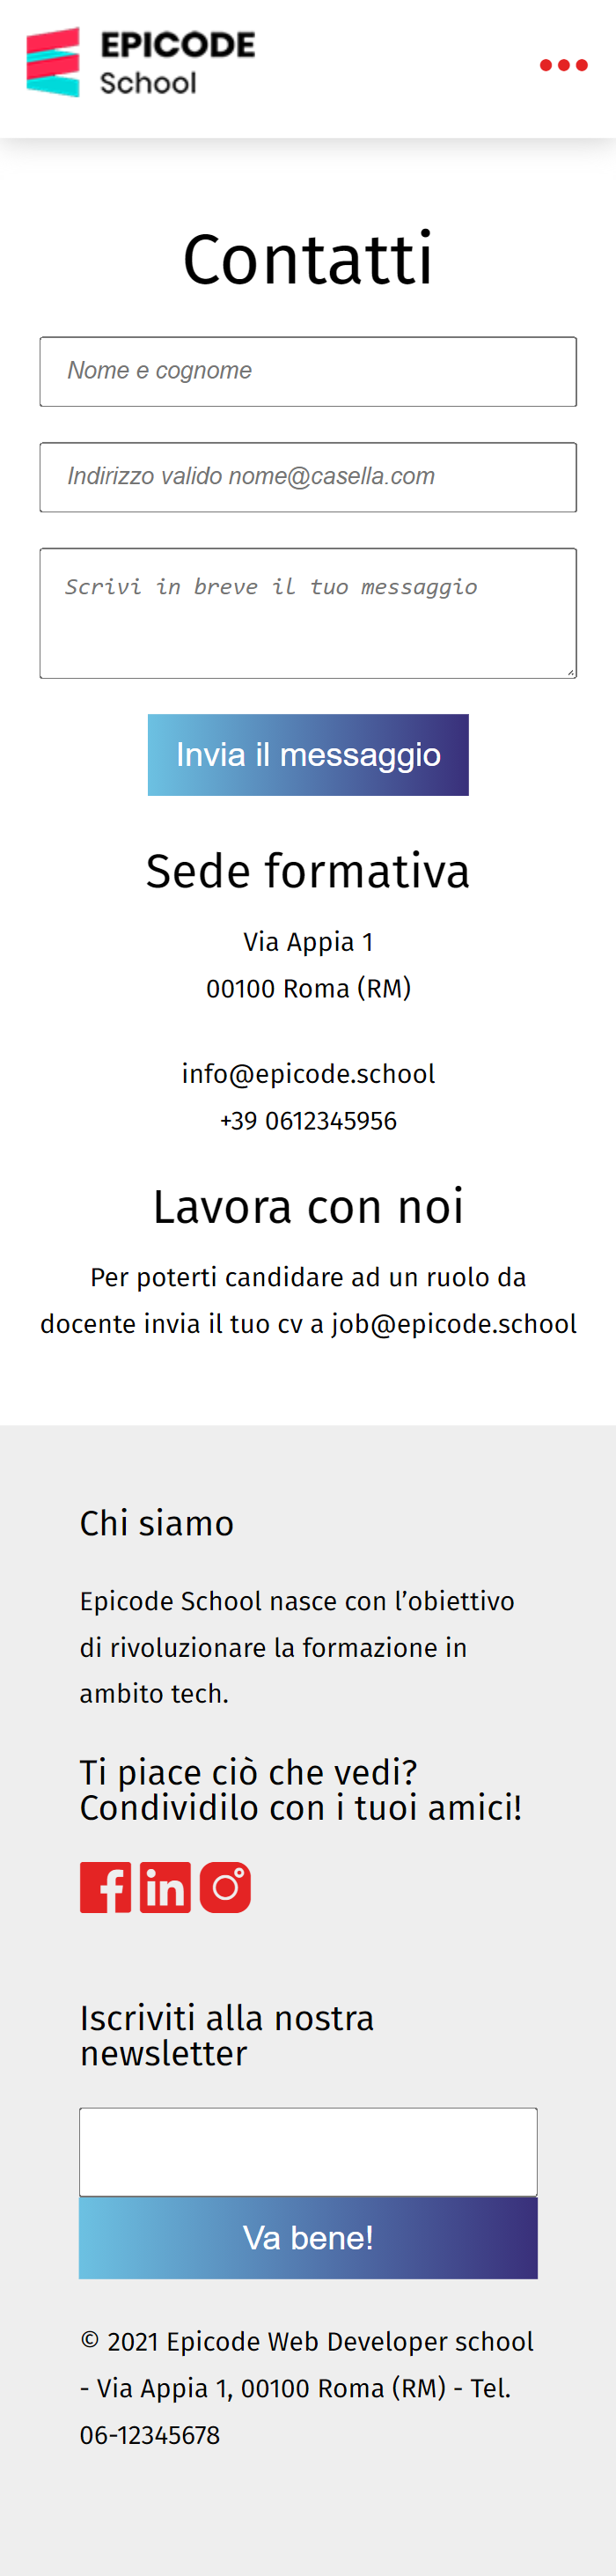 EPICODE
School
Contatti
Nome e cognome
Indirizzo valido nome@casella.com
Scrivi in breve il tuo messaggio
Invia il messaggio
Sede formativa
Via Appia 1
00100 Roma (RM)
info@epicode.school
+39 0612345956
Lavora con noi
Per poterti candidare ad un ruolo da
docente invia il tuo cv a job@epicode.school
Chi siamo
Epicode School nasce con l’obiettivo
di rivoluzionare la formazione in
ambito tech.
Ti piace ciò che vedi?
Condividilo con i tuoi amici!
Iscriviti alla nostra
newsletter
Va bene!
© 2021 Epicode Web Developer school
- Via Appia 1, 00100 Roma (RM) - Tel.
06-12345678